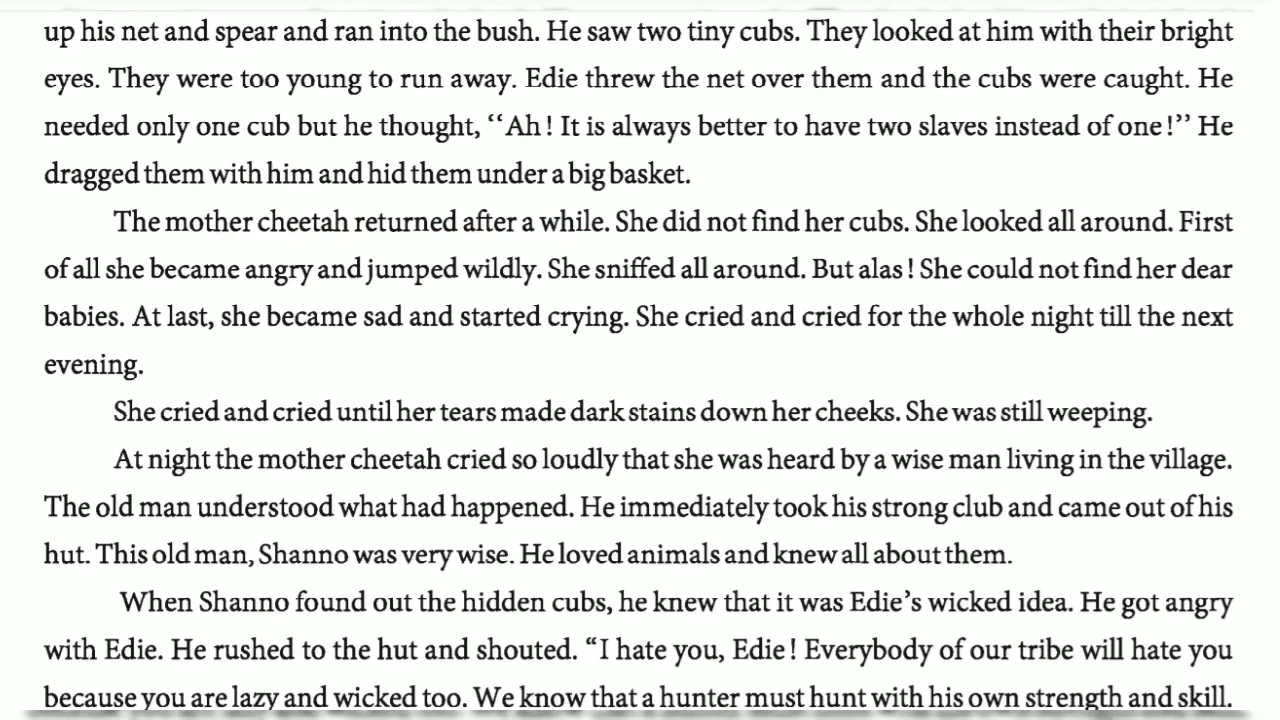 up his net and spear and ran into the bush. He saw two tiny cubs. They looked at him with their bright
eyes. They were too young to run away. Edie threw the net over them and the cubs were caught. He
needed only one cub but he thought, ‘‘Ah! It is always better to have two slaves instead of one!’’ He
dragged them with him and hid them under a big basket.
The mother cheetah returned after a while. She did not find her cubs. She looked all around. First
of all she became angry and jumped wildly. She sniffed all around. But alas! She could not find her dear
babies. At last, she became sad and started crying. She cried and cried for the whole night till the next
evening.
She cried and cried until her tears made dark stains down her cheeks. She was still weeping.
At night the mother cheetah cried so loudly that she was heard by a wise man living in the village.
The old man understood what had happened. He immediately took his strong club and came out of his
hut. This old man, Shanno was very wise. He loved animals and knew all about them.
When Shanno found out the hidden cubs, he knew that it was Edie’s wicked idea. He got angry
with Edie. He rushed to the hut and shouted. “I hate you, Edie! Everybody of our tribe will hate you
because you are lazy and wicked too. We know that a hunter must hunt with his own strength and skill.